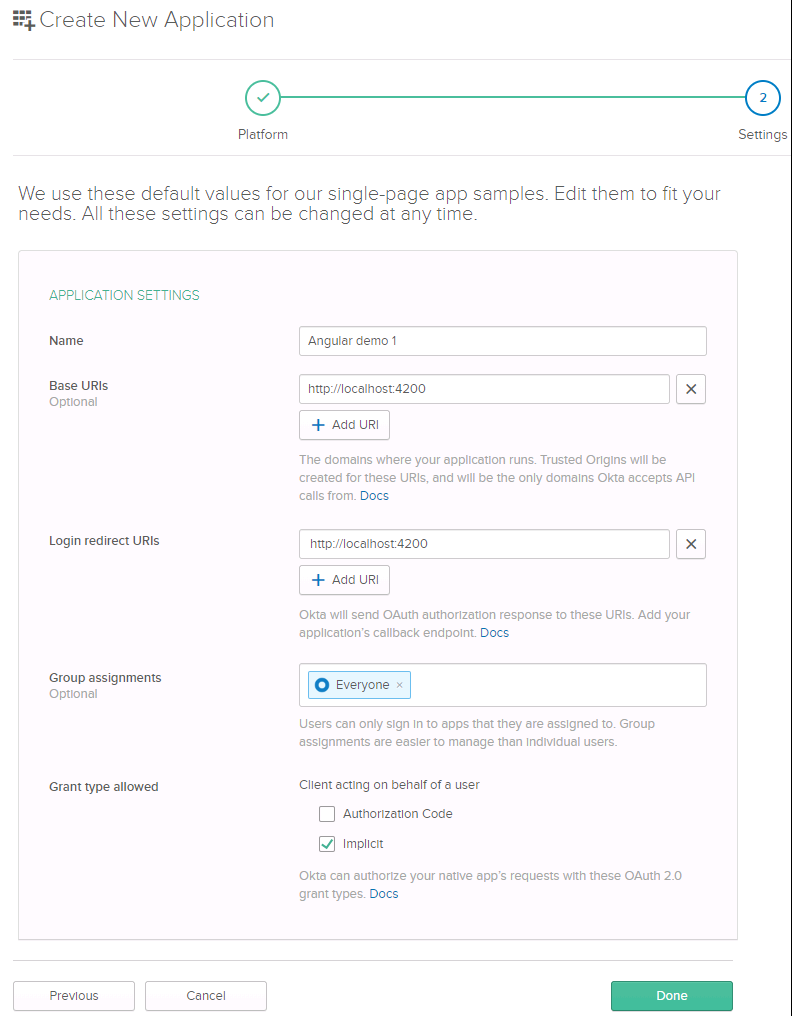 Create New Application
2
Platform
Settings
We use these default values for our single-page app samples. Edit them to fit your
needs. All these settings can be changed at any time.
APPLICATION SETTINGS
Name
Angular demo 1
Base URIs
Optional
http://localhost:4200
Add URI
The domains where your application runs. Trusted Origins will be
created for these URIs, and will be the only domains Okta accepts API
calls from. Docs
Login redirect URIs
http://localhost:4200
Add URI
Okta will send OAuth authorization response to these URIs. Add your
application's callback endpoint. Docs
Group assignments
Optional
Everyone ×
Users can only sign in to apps that they are assigned to. Group
assignments are easier to manage than individual users.
Grant type allowed
Client acting on behalf of a user
Authorization Code
Implicit
Okta can authorize your native app's requests with these OAuth 2.0
grant types. Docs
Previous
Cancel
Done